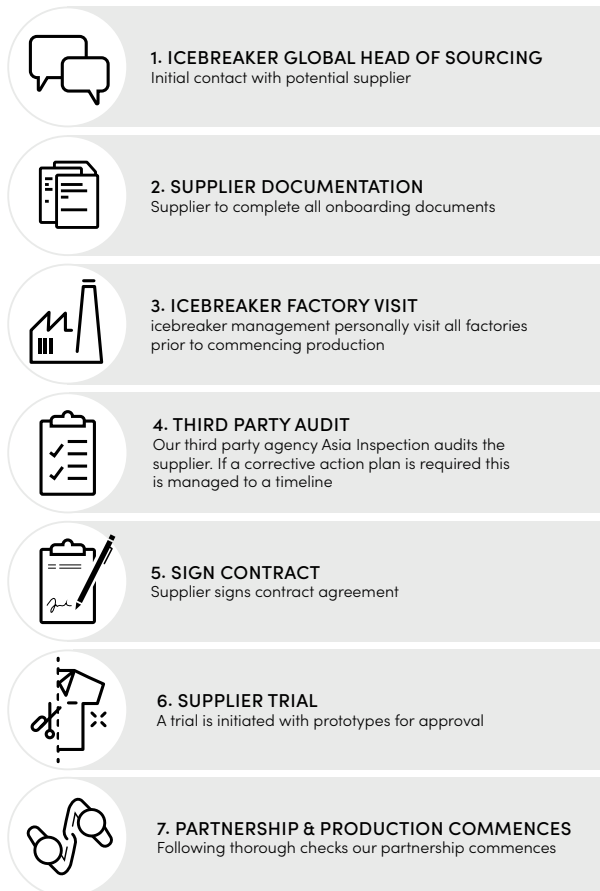 1. ICEBREAKER GLOBAL HEAD OF SOURCING
Initial contact with potential supplier
2. SUPPLIER DOCUMENTATION
Supplier to complete all onboarding documents
3. ICEBREAKER FACTORY VISIT
icebreaker management personally visit all factories
prior to commencing production
4. THIRD PARTY AUDIT
Our third party agency Asia Inspection audits the
supplier. If a corrective action plan is required this
is managed to a timeline
5. SIGN CONTRACT
Supplier signs contract agreement
6. SUPPLIER TRIAL
A trial is initiated with prototypes for approval
7. PARTNERSHIP & PRODUCTION COMMENCES
Following thorough checks our partnership commences